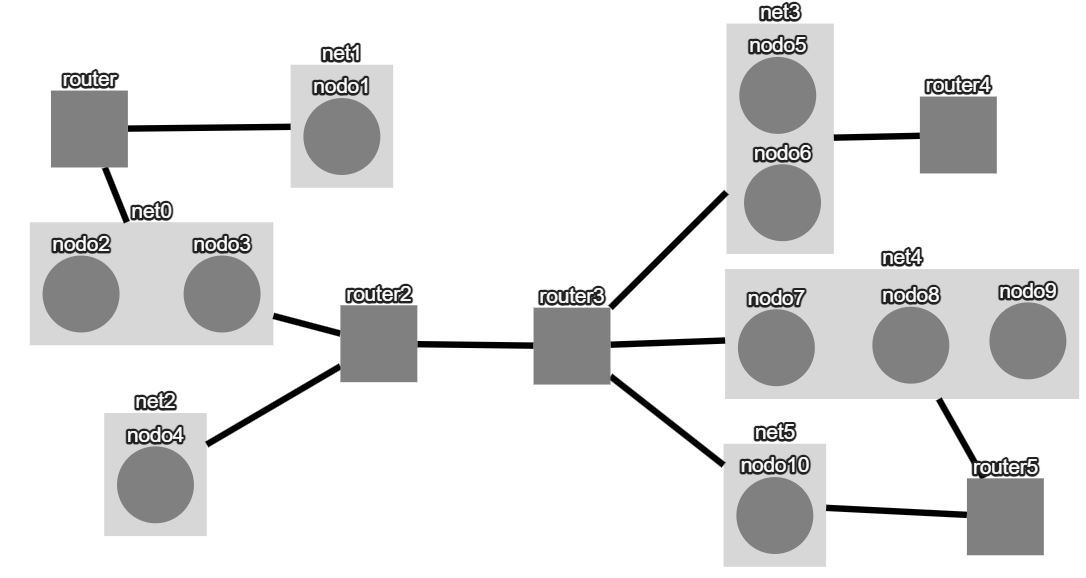 router
net1
nodo1
net0
nodo2
nodo3
router2
net2
nodo4
router3
net3
nodo5
nodo6
router4
net4
nodo7
nodo8
nodo9
net5
nodo10
router5